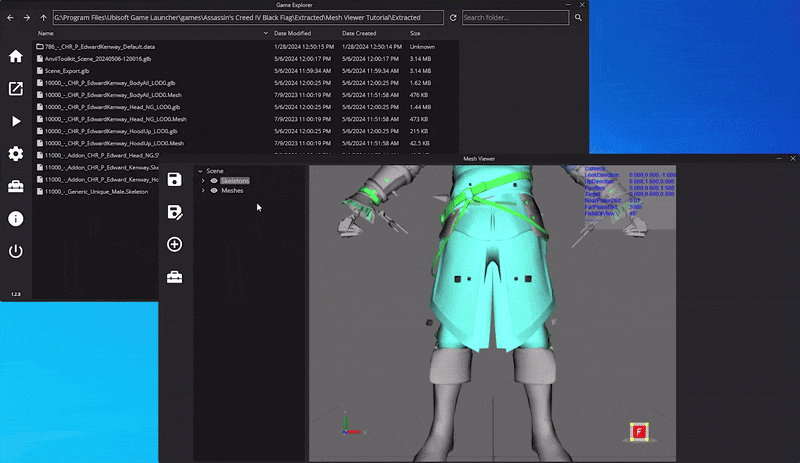 Game Explorer
G:\Program Files\Ubisoft Game Launcher\games\Assassin's Creed IV Black Flag\Extracted\Mesh Viewer Tutorial\Extracted
Search folder...
Name Date Modified Date Created Size
786_-_CHR_P_EdwardKenway_Default.data 1/28/2024 12:50:15 PM 1/28/2024 12:50:14 PM Unknown
AnvilToolkit_Scene_20240506-120016.glb 5/6/2024 12:00:17 PM 5/6/2024 12:00:17 PM 3.14 MB
Scene_Export.glb 5/6/2024 11:59:34 AM 5/6/2024 11:59:34 AM 3.14 MB
10000_-_CHR_P_EdwardKenway_BodyAll_LOD0.glb 5/6/2024 12:00:25 PM 5/6/2024 12:00:25 PM 1.62 MB
10000_-_CHR_P_EdwardKenway_BodyAll_LOD0.Mesh 7/9/2023 11:00:19 PM 5/6/2024 11:51:58 AM 476 KB
10000_-_CHR_P_EdwardKenway_Head_NG_LOD0.glb 5/6/2024 12:00:25 PM 5/6/2024 12:00:25 PM 1.44 MB
10000_-_CHR_P_EdwardKenway_Head_NG_LOD0.Mesh 7/9/2023 11:00:19 PM 5/6/2024 11:51:58 AM 473 KB
10000_-_CHR_P_EdwardKenway_HoodUp_LOD0.glb 5/6/2024 12:00:25 PM 5/6/2024 12:00:25 PM 215 KB
10000_-_CHR_P_EdwardKenway_HoodUp_LOD0.Mesh 7/9/2023 11:00:19 PM 5/6/2024 11:51:58 AM 42.5 KB
11000_-_Addon_CHR_P_Edward_Head_NG.S
11000_-_Addon_CHR_P_Edward_Kenway.Sk
11000_-_Addon_CHR_P_Edward_Kenway_Ho
11000_-_Generic_Unique_Male.Skeleton
1.2.8
Mesh Viewer
Scene
Skeletons
Meshes
Camera
LookDirection 0.000,0.000,-1.000
UpDirection 0.000,1.000,0.000
Position 0.000,0.600,1.500
Target 0.000,0.600,0.500
NearPlaneDist 0.01
FarPlaneDist
FieldOfView 45°
F